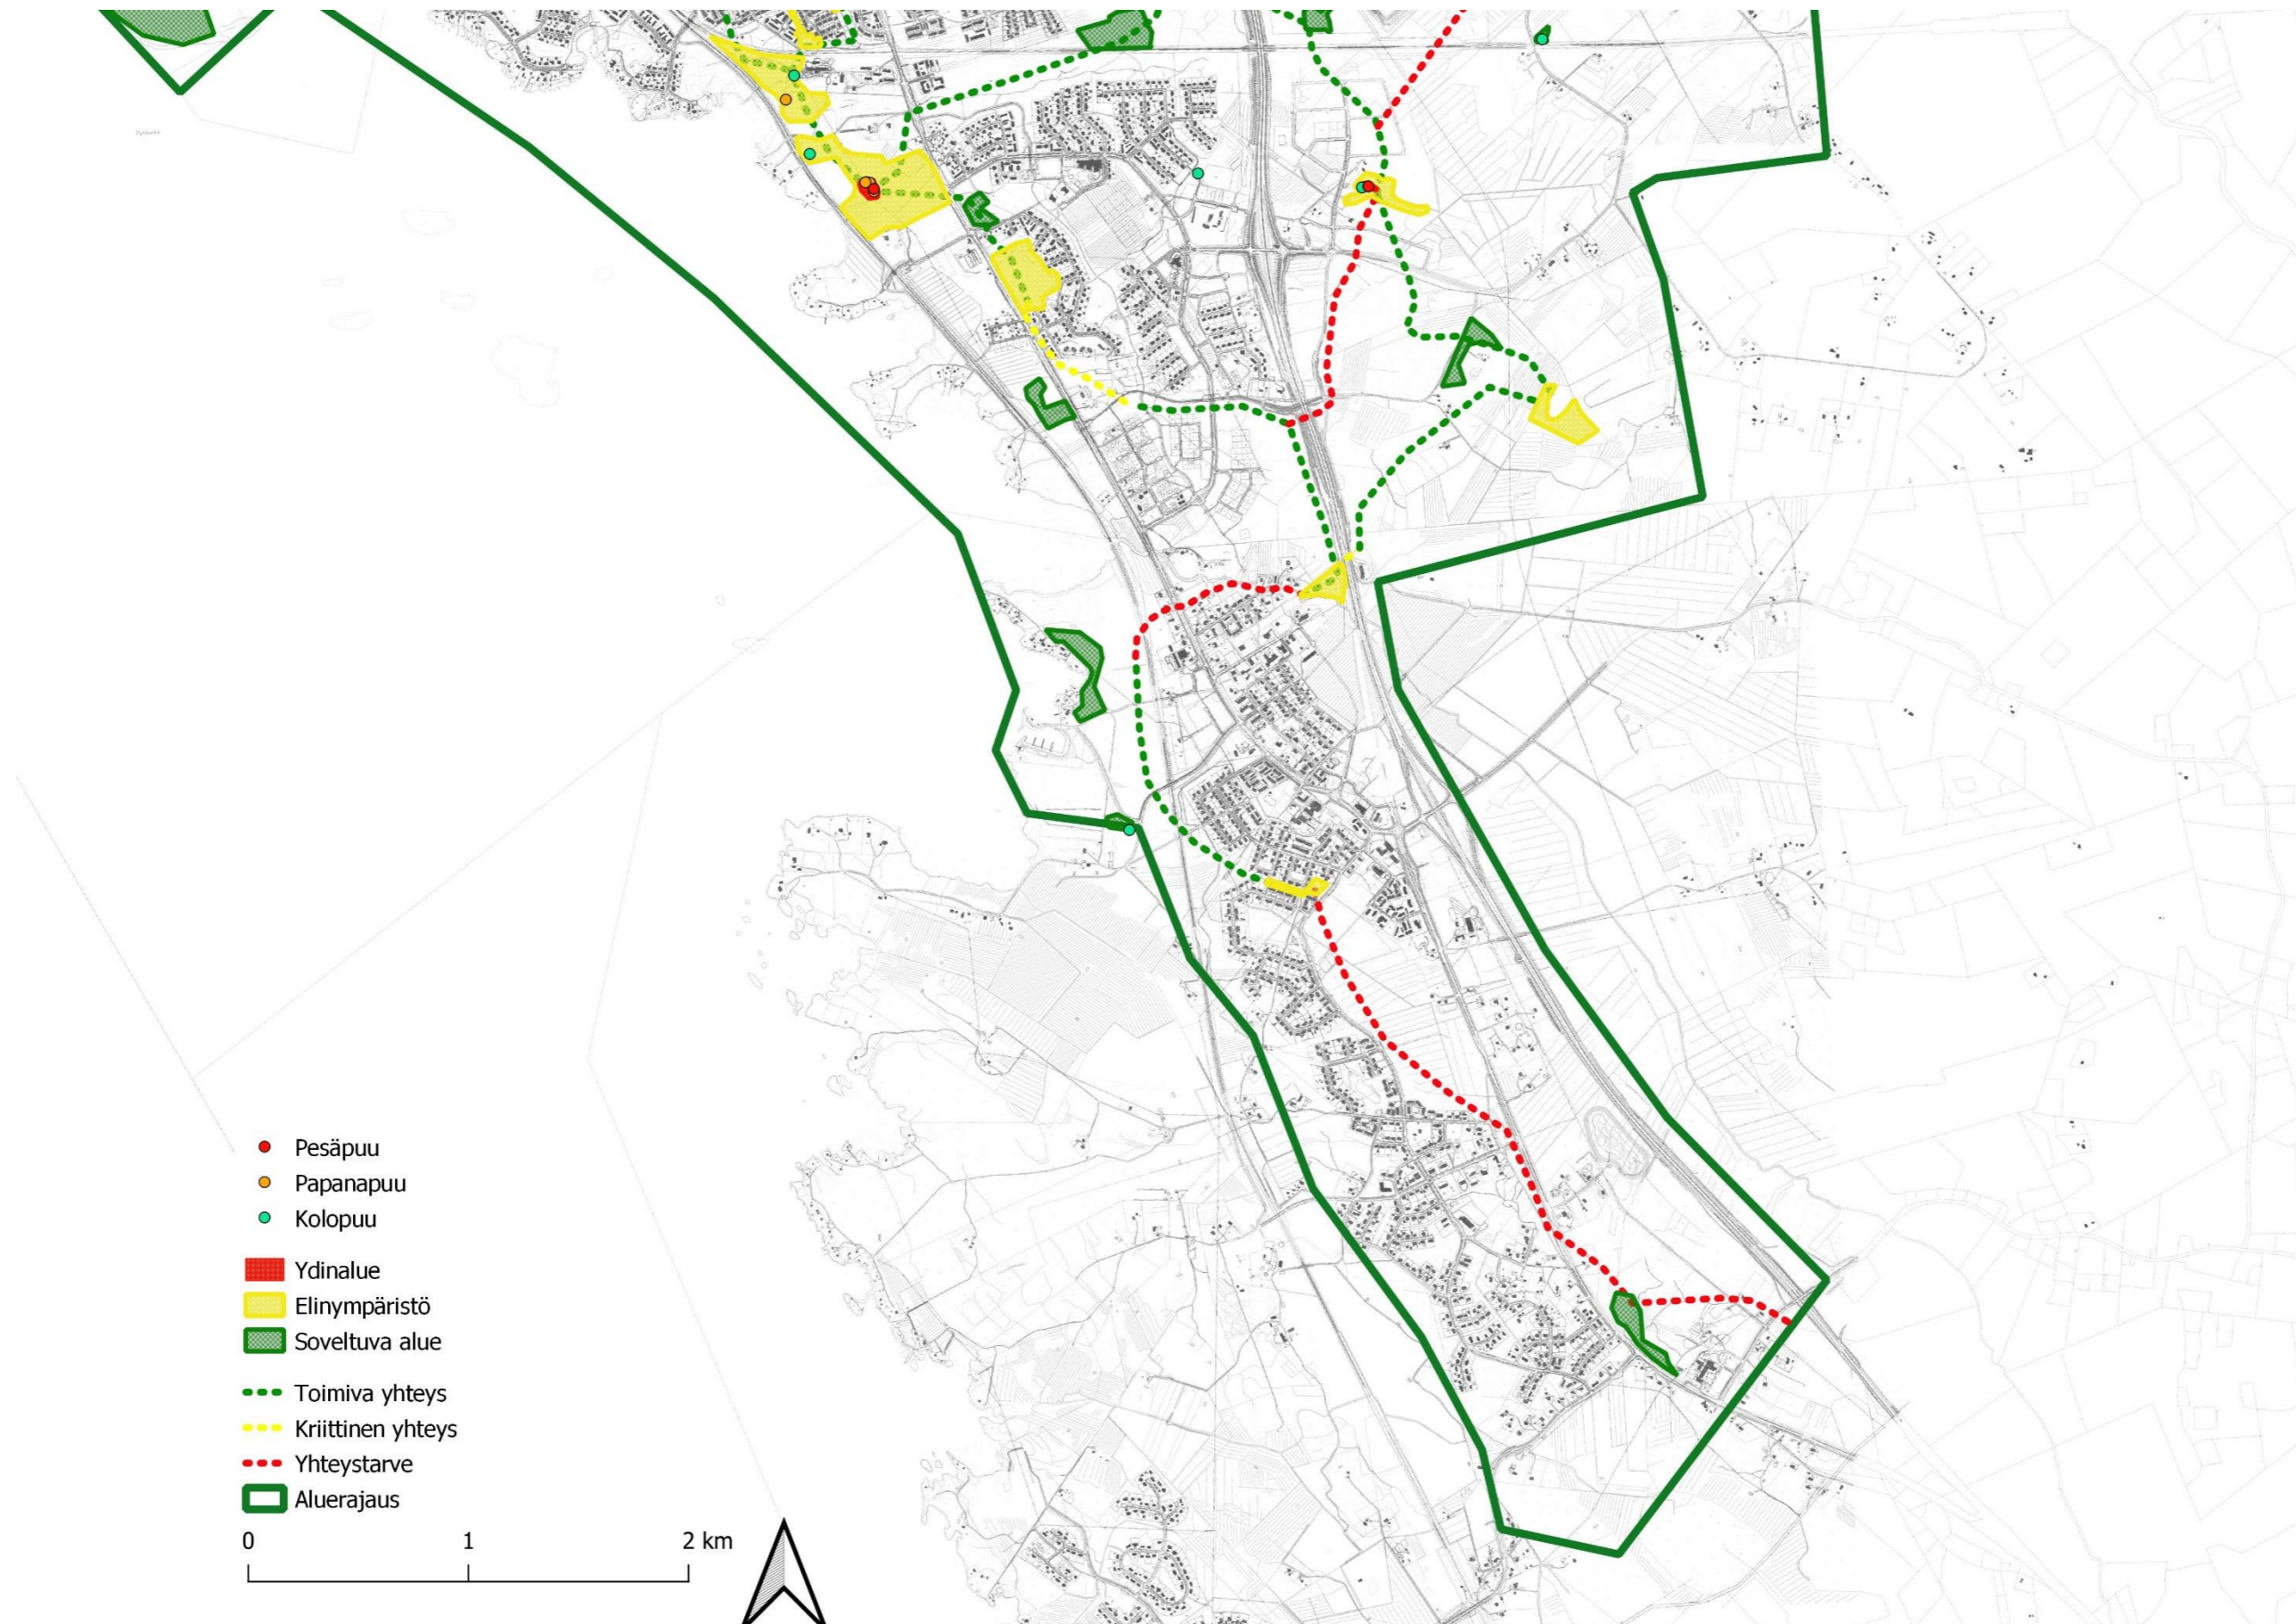 Pesäpuu
Papanapuu
Kolopuu
Ydinalue
Elinympäristö
Soveltuva alue
Toimiva yhteys
Kriittinen yhteys
Yhteystarve
Aluerajaus
0 1 2 km